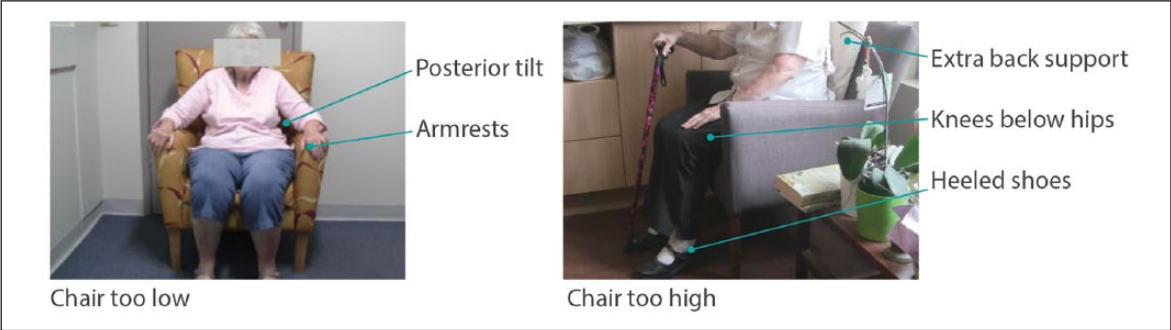 Posterior tilt
Armrests
Chair too low
Extra back support
Knees below hips
Heeled shoes
Chair too high